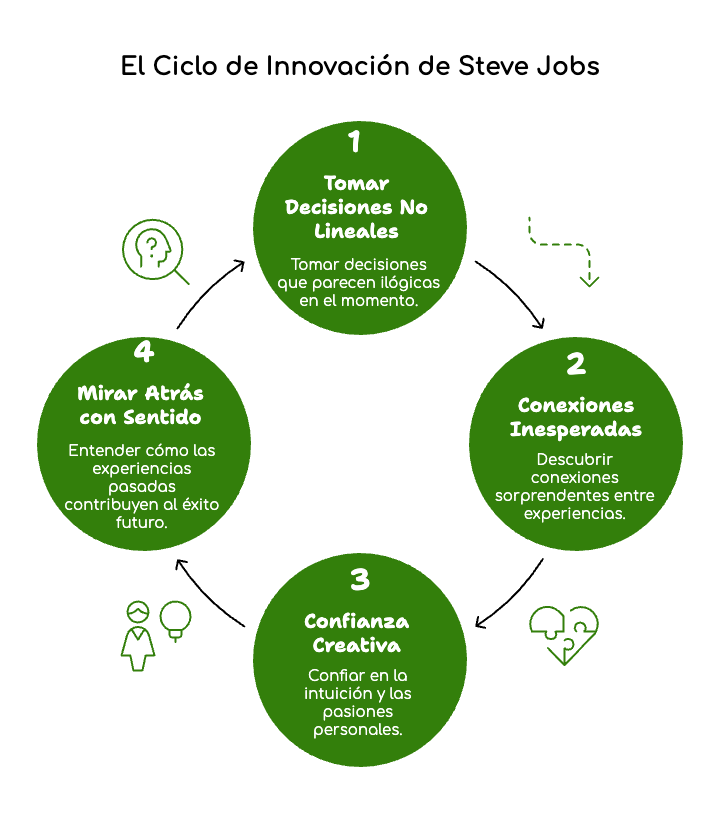 El Ciclo de Innovación de Steve Jobs
1
Tomar
Decisiones No
Lineales
Tomar decisiones
que parecen ilógicas
en el momento.
2
Conexiones
Inesperadas
Descubrir
conexiones
sorprendentes entre
experiencias.
3
Confianza
Creativa
Confiar en la
intuición y las
pasiones
personales.
4
Mirar Atrás
con Sentido
Entender cómo las
experiencias
pasadas
contribuyen al éxito
futuro.
?